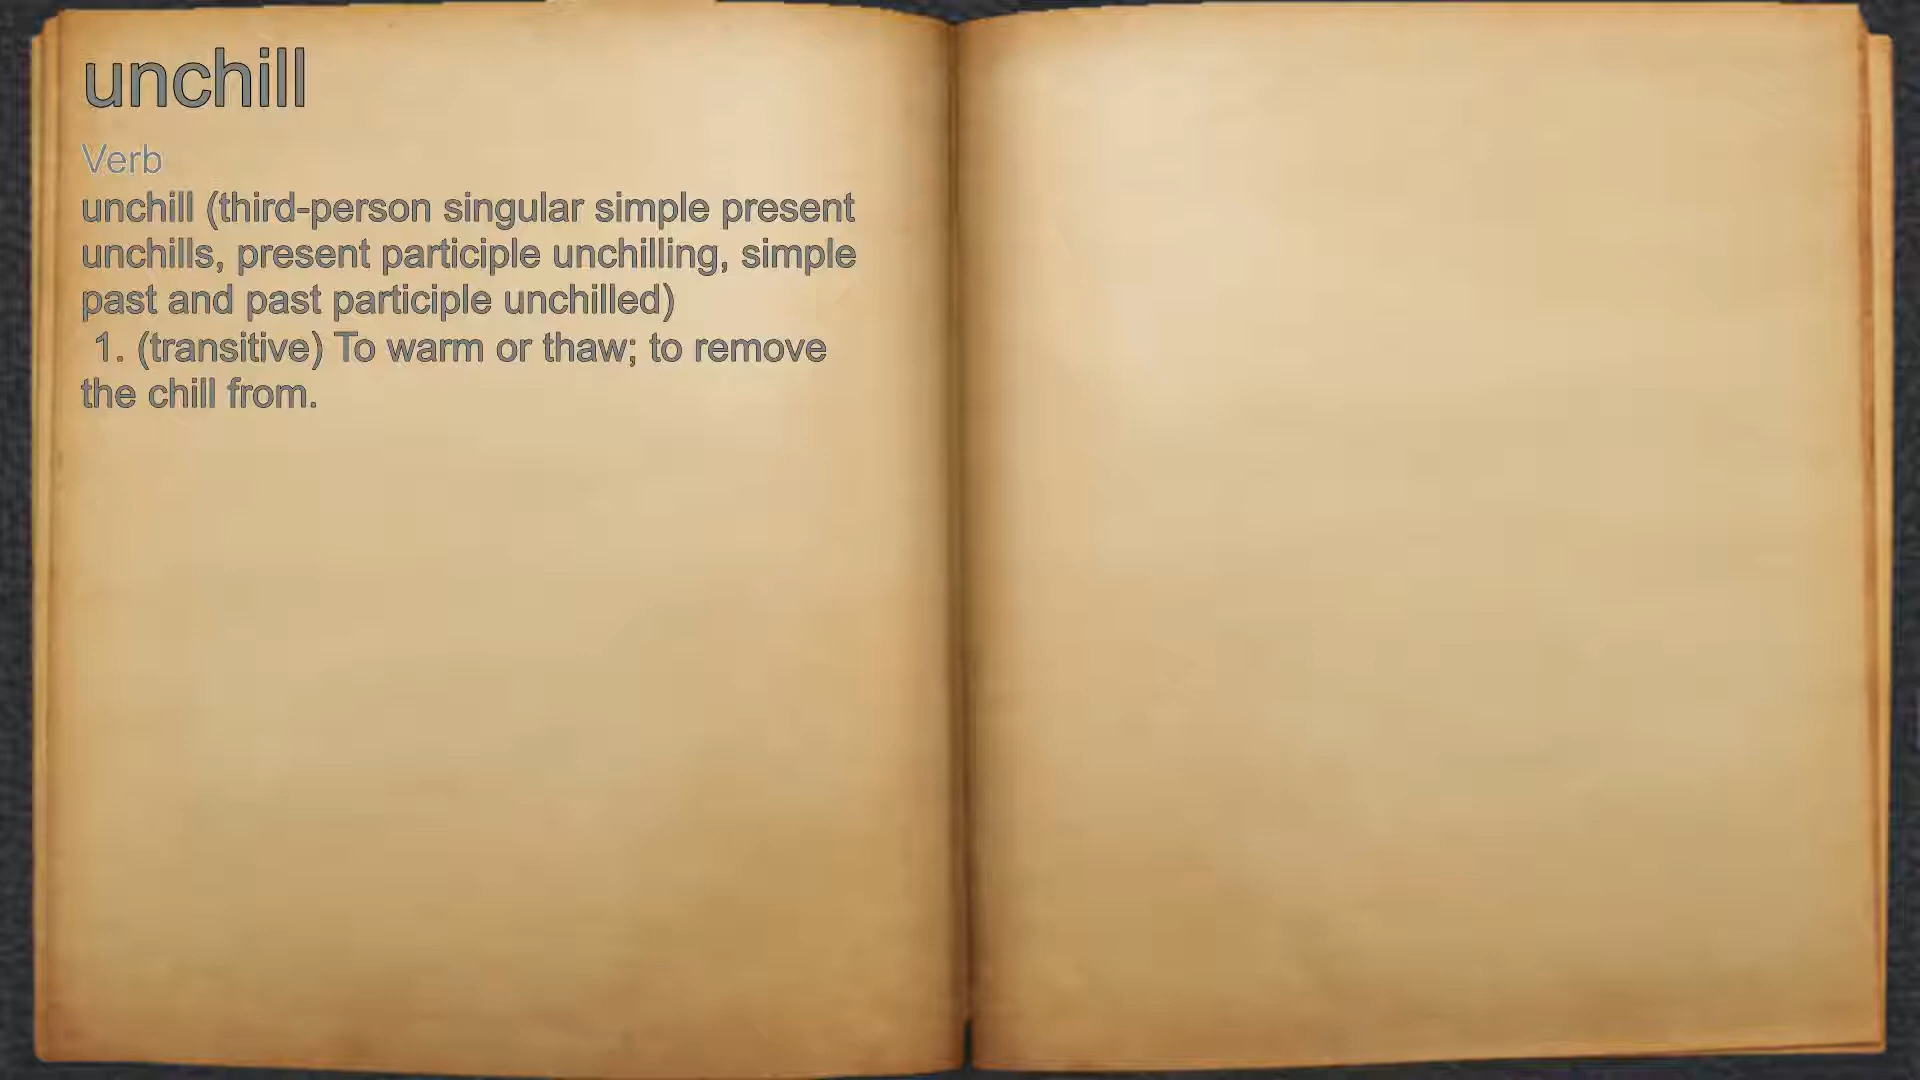 unchill
Verb
unchill (third-person singular simple present
unchills, present participle unchilling, simple
past and past participle unchilled)
1. (transitive) To warm or thaw; to remove
the chill from.